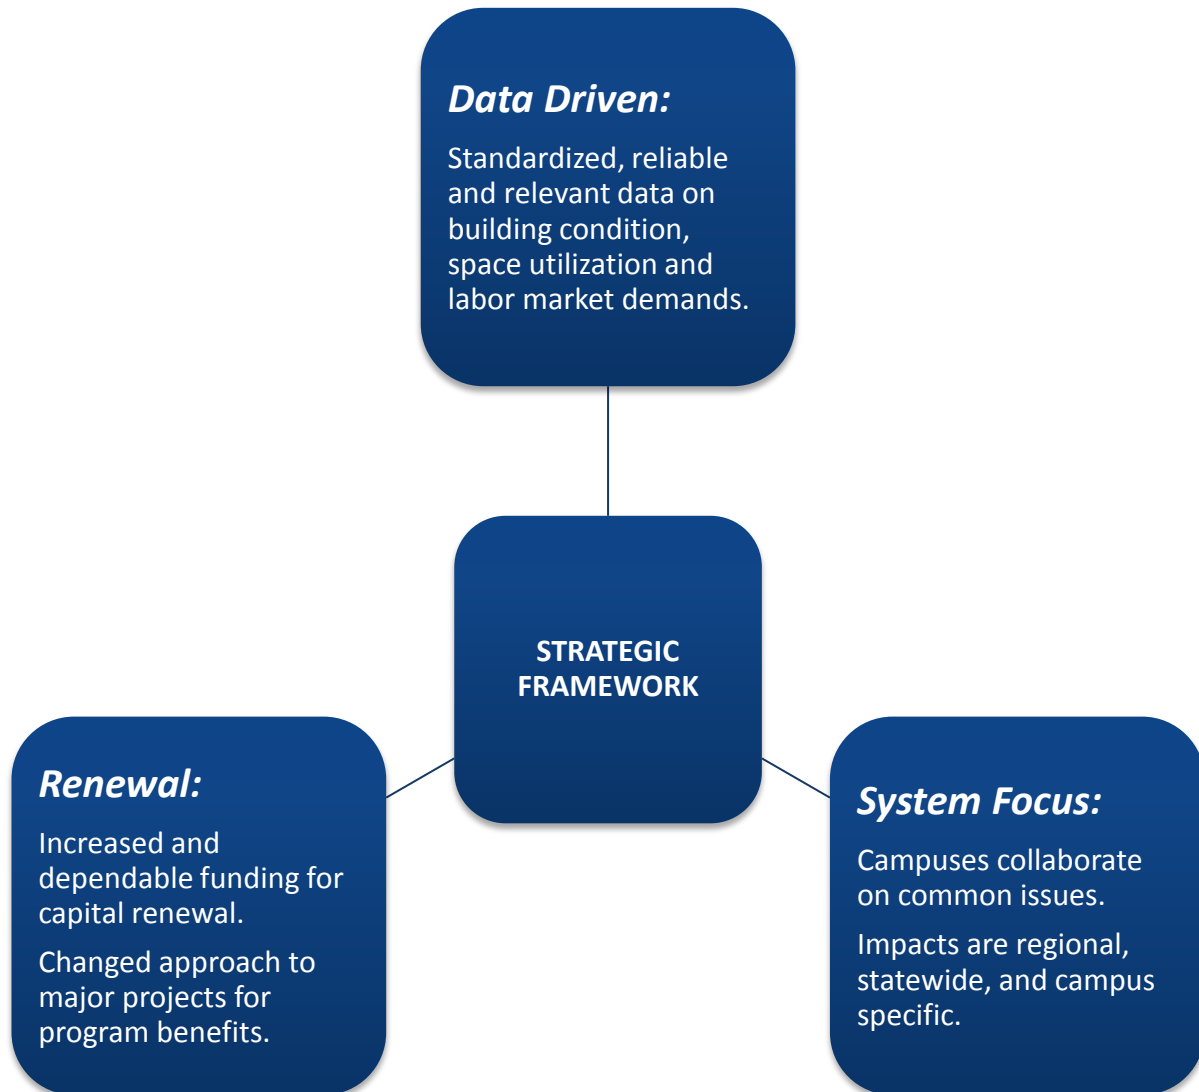 Data Driven:
Standardized, reliable
and relevant data on
building condition,
space utilization and
labor market demands.
STRATEGIC
FRAMEWORK
Renewal:
Increased and
dependable funding for
capital renewal.
Changed approach to
major projects for
program benefits.
System Focus:
Campuses collaborate
on common issues.
Impacts are regional,
statewide, and campus
specific.